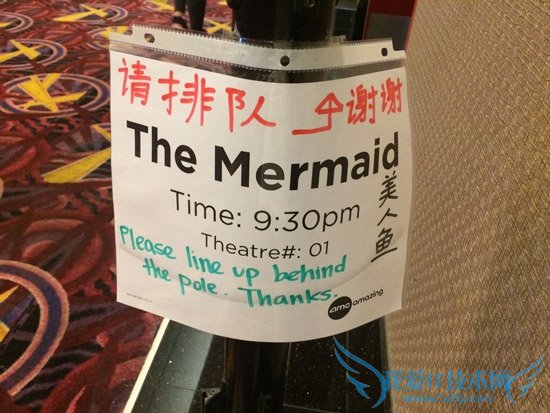 请排队 谢谢
The Mermaid
美人鱼
Time: 9:30pm
Theatre#: 01
Please line up behind
the pole. Thanks.
amc amazing